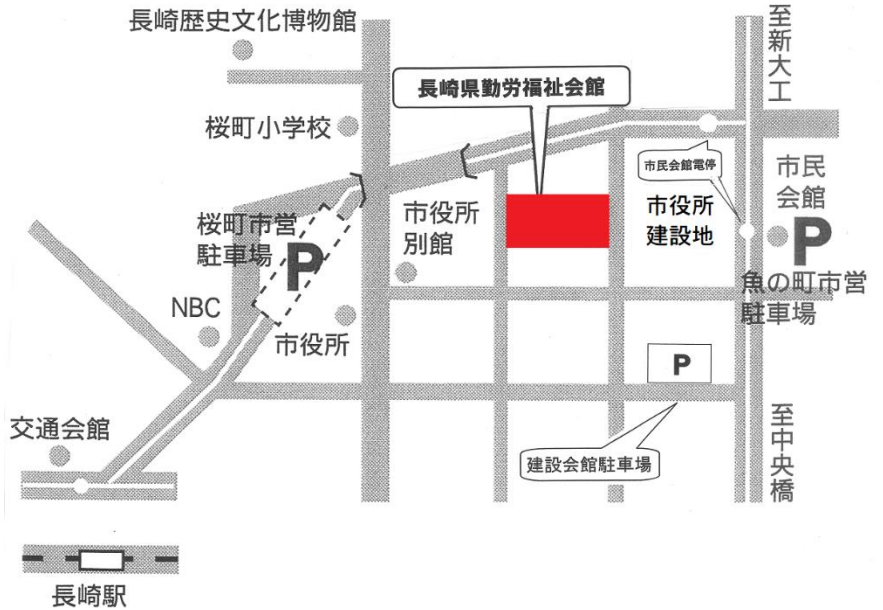 長崎歴史文化博物館
至新大工
長崎県勤労福祉会館
桜町小学校
市民会館電停
市民
会館
桜町市営
駐車場
P
市役所
別館
市役所
建設地
P
魚の町市営
駐車場
NBC
市役所
P
交通会館
建設会館駐車場
至中央橋
長崎駅